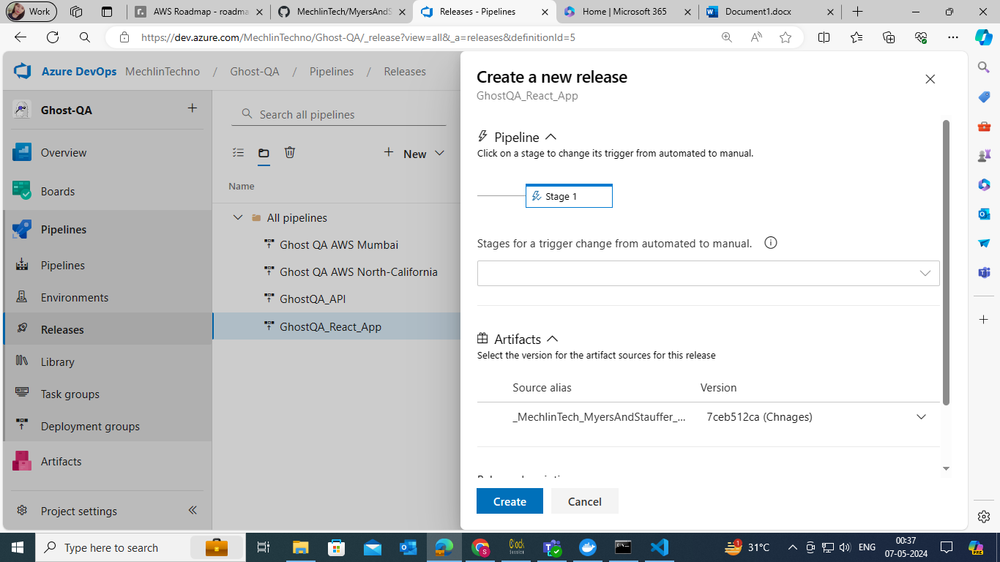 Work
AWS Roadmap - roadma
MechlinTech/MyersAndS
Releases - Pipelines
Home | Microsoft 365
Document1.docx
https://dev.azure.com/MechlinTechno/Ghost-QA/_release?view=all&_a=releases&definitionId=5
Azure DevOps MechlinTechno / Ghost-QA / Pipelines / Releases
Ghost-QA
Overview
Boards
Pipelines
Pipelines
Environments
Releases
Library
Task groups
Deployment groups
Artifacts
Project settings
Search all pipelines
New
Name
All pipelines
Ghost QA AWS Mumbai
Ghost QA AWS North-California
GhostQA_API
GhostQA_React_App
Create a new release
GhostQA_React_App
Pipeline
Click on a stage to change its trigger from automated to manual.
Stage 1
Stages for a trigger change from automated to manual.
Artifacts
Select the version for the artifact sources for this release
Source alias Version
_MechlinTech_MyersAndStauffer_... 7ceb512ca (Chnages)
Create Cancel
Type here to search
Clock
1
31°C
ENG
00:37
07-05-2024
PRE